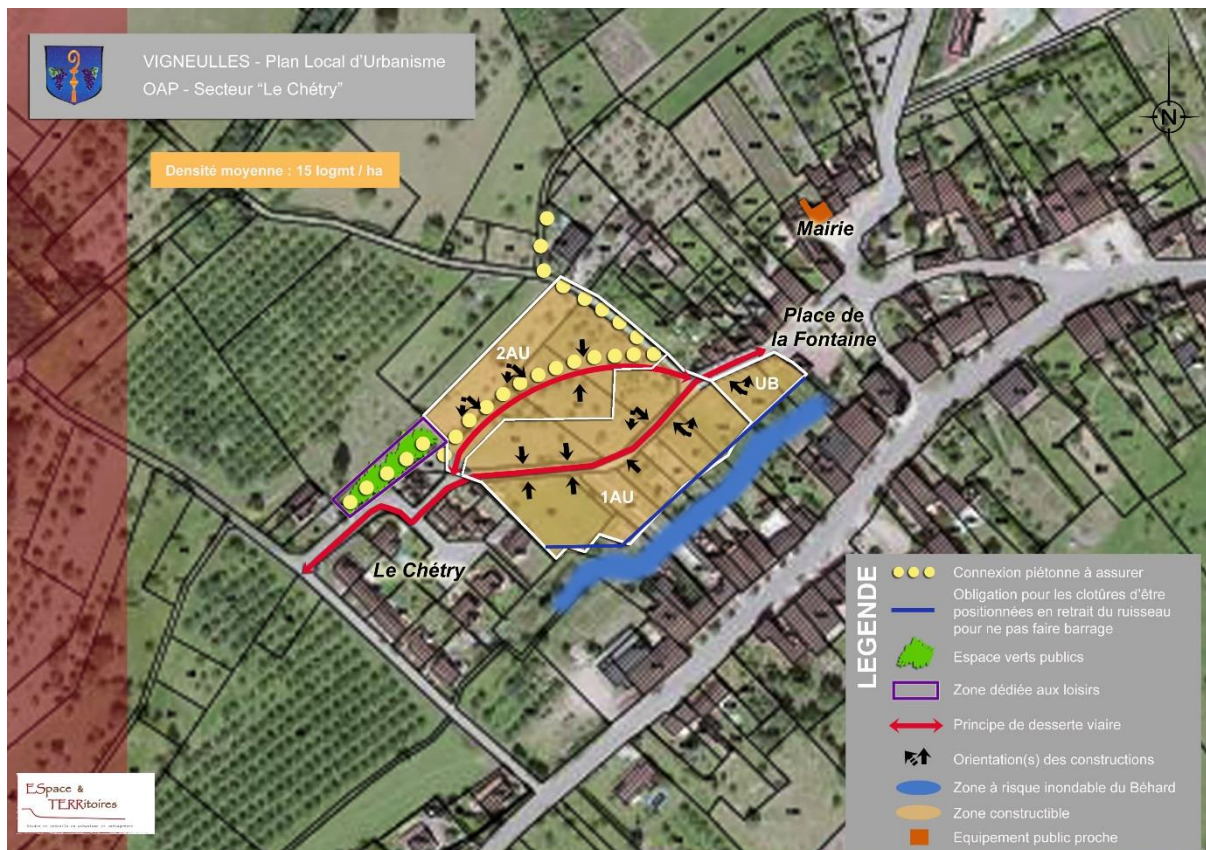 VIGNEULLES - Plan Local d'Urbanisme
OAP - Secteur "Le Chétry"
N
Densité moyenne : 15 logmt / ha
Mairie
Place de
la Fontaine
2AU
UB
1AU
Le Chétry
LEGENDE
Connexion piétonne à assurer
Obligation pour les clotûres d'être
positionnées en retrait du ruisseau
pour ne pas faire barrage
Espace verts publics
Zone dédiée aux loisirs
Principe de desserte viaire
Orientation(s) des constructions
Zone à risque inondable du Béhard
Zone constructible
Equipement public proche
ESpace &
TERRitoires